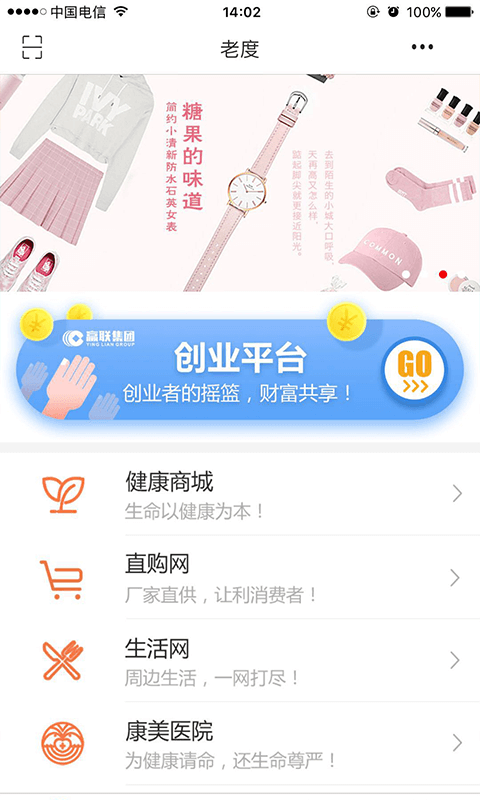 中国电信 14:02 100%
老度
糖果的味道
简约小清新防水石英女表
去到陌生的小城大口呼吸,
天再高又怎么样,
踮起脚尖就更接近阳光。
IVY
PARK
COMMON
赢联集团
YING LIAN GROUP
创业平台
创业者的摇篮，财富共享！
GO
健康商城
生命以健康为本！
直购网
厂家直供，让利消费者！
生活网
周边生活，一网打尽！
康美医院
为健康请命，还生命尊严！